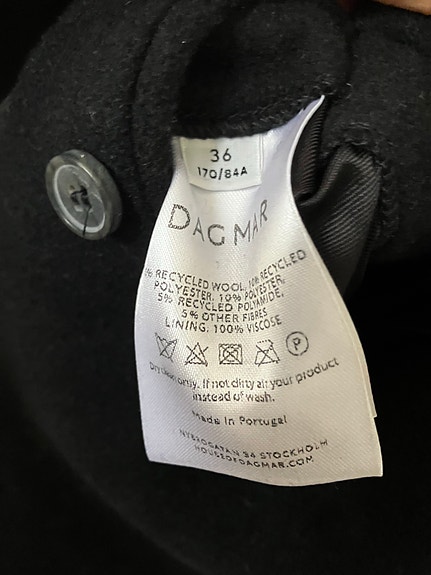 36
170/84A
DAGMAR
% RECYCLED WOOL, 10% RECYCLED
POLYESTER, 10% POLYESTER,
5% RECYCLED POLYAMIDE,
5% OTHER FIBRES
LINING, 100% VISCOSE
P
Dry clean only. If not dirty air your product
instead of wash.
Made in Portugal
NYBROGATAN 34 STOCKHOLM
HOUSEOFDAGMAR.COM